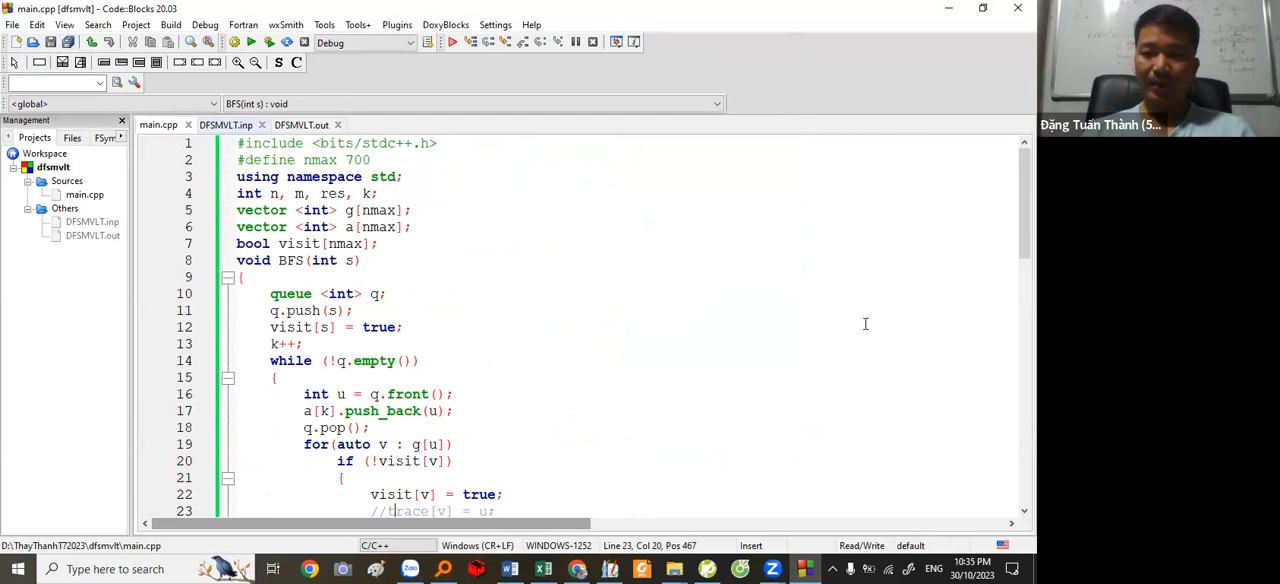 main.cpp [dfsmvlt] - Code::Blocks 20.03
File Edit View Search Project Build Debug Fortran wxSmith Tools Tools+ Plugins DoxyBlocks Settings Help
Debug
S C
<global>
BFS(int s) : void
Management
Projects Files FSym
Workspace
dfsmvlt
Sources
main.cpp
Others
DFSMVLT.inp
DFSMVLT.out
main.cpp DFSMVLT.inp DFSMVLT.out
1 #include <bits/stdc++.h>
2 #define nmax 700
3 using namespace std;
4 int n, m, res, k;
5 vector <int> g[nmax];
6 vector <int> a[nmax];
7 bool visit[nmax];
8 void BFS(int s)
9 {
10 queue <int> q;
11 q.push(s);
12 visit[s] = true;
13 k++;
14 while (!q.empty())
15 {
16 int u = q.front();
17 a[k].push_back(u);
18 q.pop();
19 for(auto v : g[u])
20 if (!visit[v])
21 {
22 visit[v] = true;
23 //trace[v] = u;
Đặng Tuấn Thành (5...
D:\ThayThanhT72023\dfsmvlt\main.cpp C/C++ Windows (CR+LF) WINDOWS-1252 Line 23, Col 20, Pos 467 Insert Read/Write default
Type here to search
ENG
10:35 PM
30/10/2023